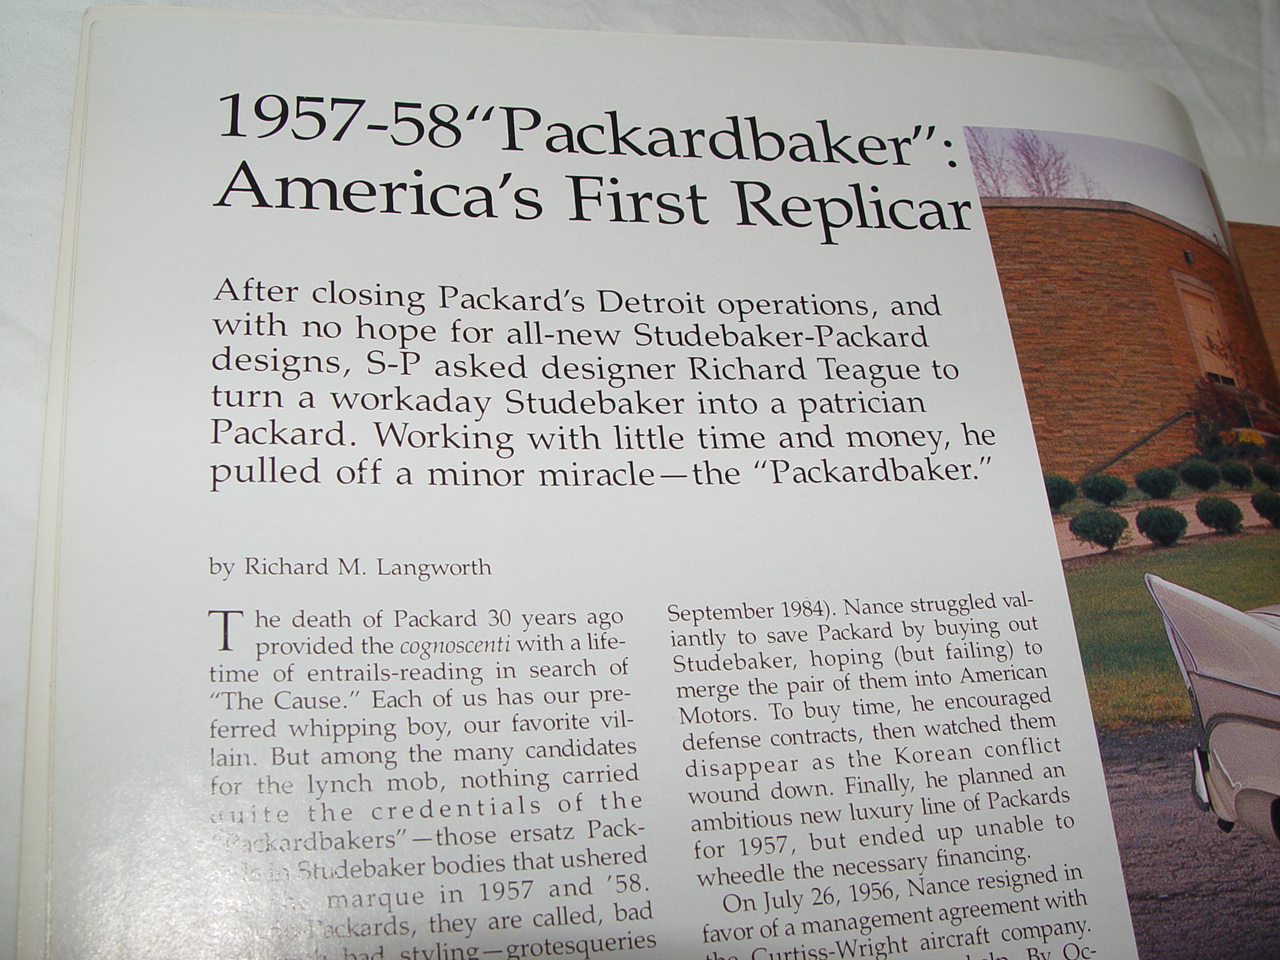 1957-58 "Packardbaker":
America's First Replicar
After closing Packard's Detroit operations, and
with no hope for all-new Studebaker-Packard
designs, S-P asked designer Richard Teague to
turn a workaday Studebaker into a patrician
Packard. Working with little time and money, he
pulled off a minor miracle—the "Packardbaker."
by Richard M. Langworth
The death of Packard 30 years ago
provided the cognoscenti with a life-
time of entrails-reading in search of
"The Cause." Each of us has our pre-
ferred whipping boy, our favorite vil-
lain. But among the many candidates
for the lynch mob, nothing carried
quite the credentials of the
"Packardbakers"—those ersatz Pack-
in Studebaker bodies that ushered
marque in 1957 and '58.
Packards, they are called, bad
bad styling—grotesqueries
September 1984). Nance struggled val-
iantly to save Packard by buying out
Studebaker, hoping (but failing) to
merge the pair of them into American
Motors. To buy time, he encouraged
defense contracts, then watched them
disappear as the Korean conflict
wound down. Finally, he planned an
ambitious new luxury line of Packards
for 1957, but ended up unable to
wheedle the necessary financing.
On July 26, 1956, Nance resigned in
favor of a management agreement with
the Curtiss-Wright aircraft company.
help. By Oc-